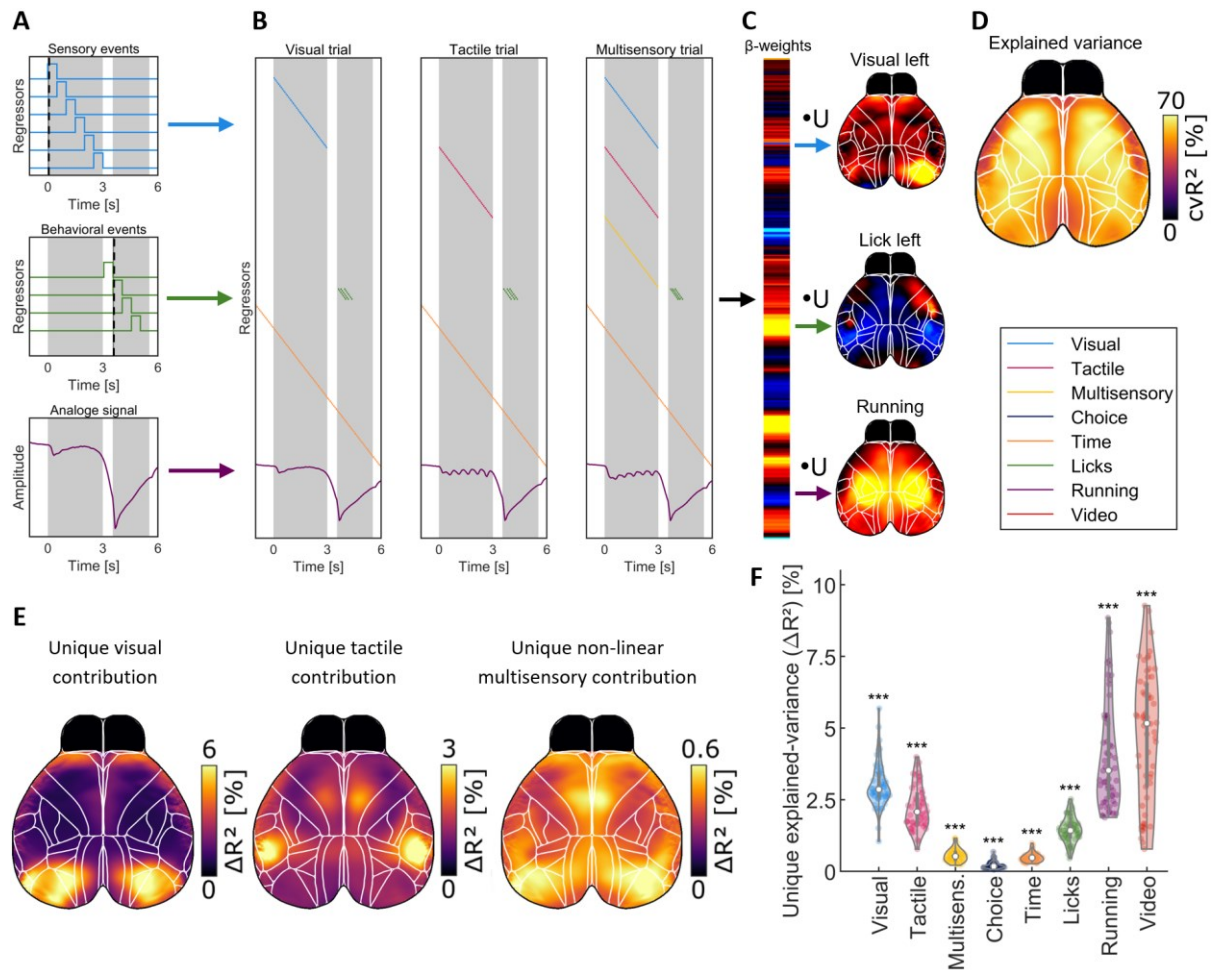 A
Sensory events
Regressors
0
3
6
Time [s]
Behavioral events
Regressors
0
3
6
Time [s]
Analoge signal
Amplitude
0
3
6
Time [s]
B
Visual trial
Tactile trial
Multisensory trial
Regressors
0
3
6
Time [s]
0
3
6
Time [s]
0
3
6
Time [s]
C
β-weights
Visual left
•U
Lick left
•U
Running
•U
D
Explained variance
70
0
cvR² [%]
Visual
Tactile
Multisensory
Choice
Time
Licks
Running
Video
E
Unique visual
contribution
6
0
ΔR² [%]
Unique tactile
contribution
3
0
ΔR² [%]
Unique non-linear
multisensory contribution
0.6
0
ΔR² [%]
F
Unique explained-variance (ΔR²) [%]
10
7.5
5
2.5
0
***
***
***
***
***
***
***
***
Visual
Tactile
Multisens.
Choice
Time
Licks
Running
Video